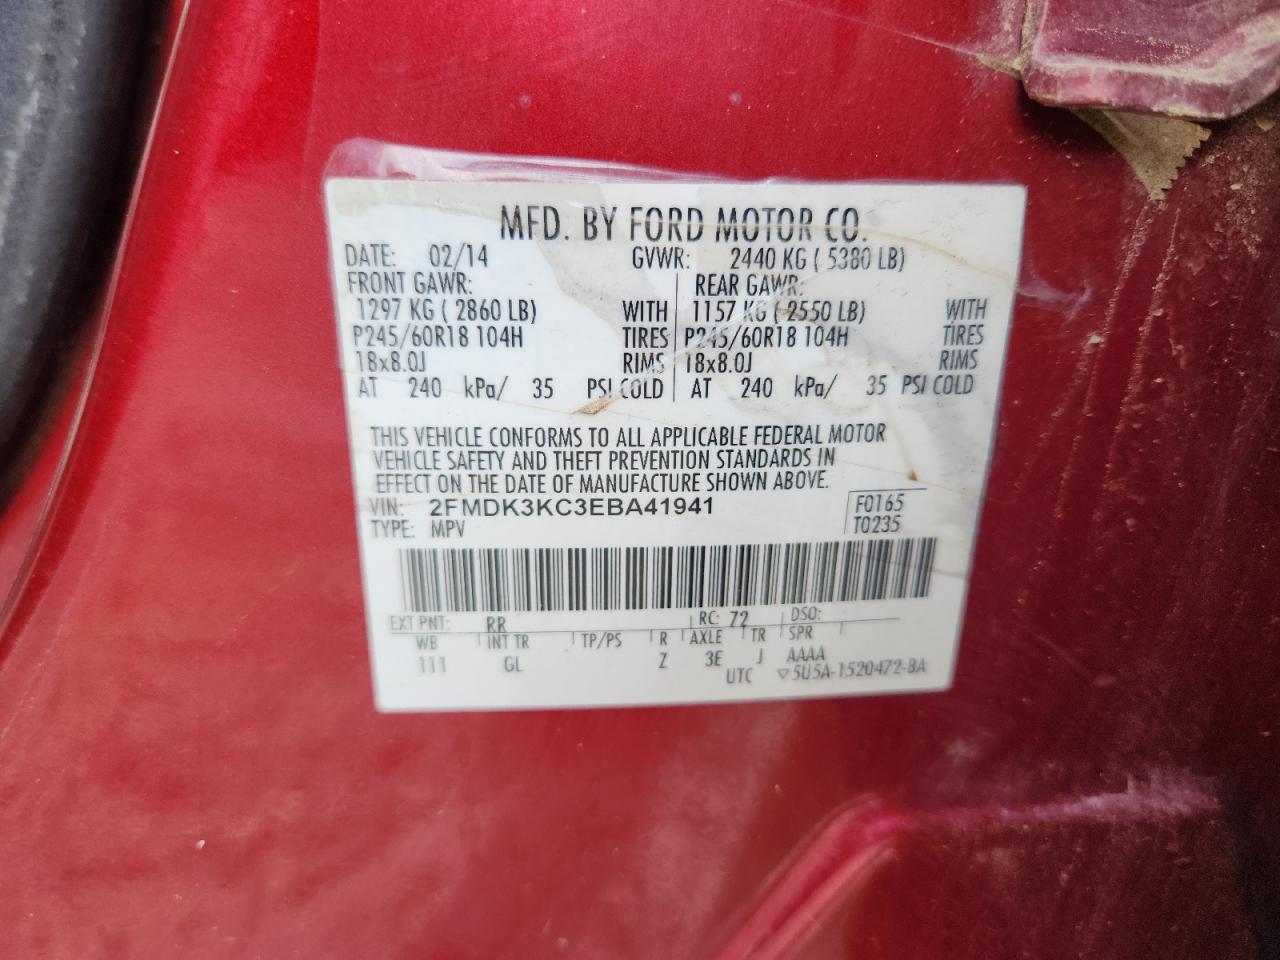 MFD. BY FORD MOTOR CO.
DATE: 02/14 GVWR: 2440 KG ( 5380 LB)
FRONT GAWR: REAR GAWR:
1297 KG ( 2860 LB) WITH 1157 KG ( 2550 LB) WITH
P245/60R18 104H TIRES P245/60R18 104H TIRES
18x8.0J RIMS 18x8.0J RIMS
AT 240 kPa/ 35 PSI COLD AT 240 kPa/ 35 PSI COLD
THIS VEHICLE CONFORMS TO ALL APPLICABLE FEDERAL MOTOR
VEHICLE SAFETY AND THEFT PREVENTION STANDARDS IN
EFFECT ON THE DATE OF MANUFACTURE SHOWN ABOVE.
VIN: 2FMDK3KC3EBA41941 F0165
TYPE: MPV T0235
EXT PNT: RR RC: 72 DSO:
WB INT TR TP/PS R AXLE TR SPR
111 GL Z 3E J AAAA
UTC ▽5U5A-1520472-BA